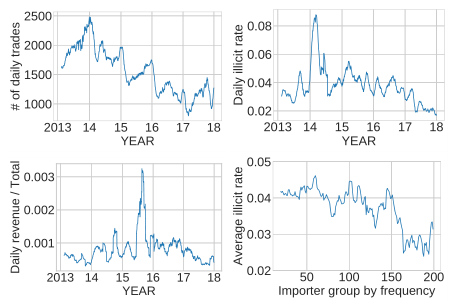 # of daily trades
2500
2000
1500
1000
2013 14 15 16 17 18
YEAR
Daily illicit rate
0.08
0.06
0.04
0.02
2013 14 15 16 17 18
YEAR
Daily revenue / Total
0.003
0.002
0.001
2013 14 15 16 17 18
YEAR
Average illicit rate
0.05
0.04
0.03
0.02
50 100 150 200
Importer group by frequency